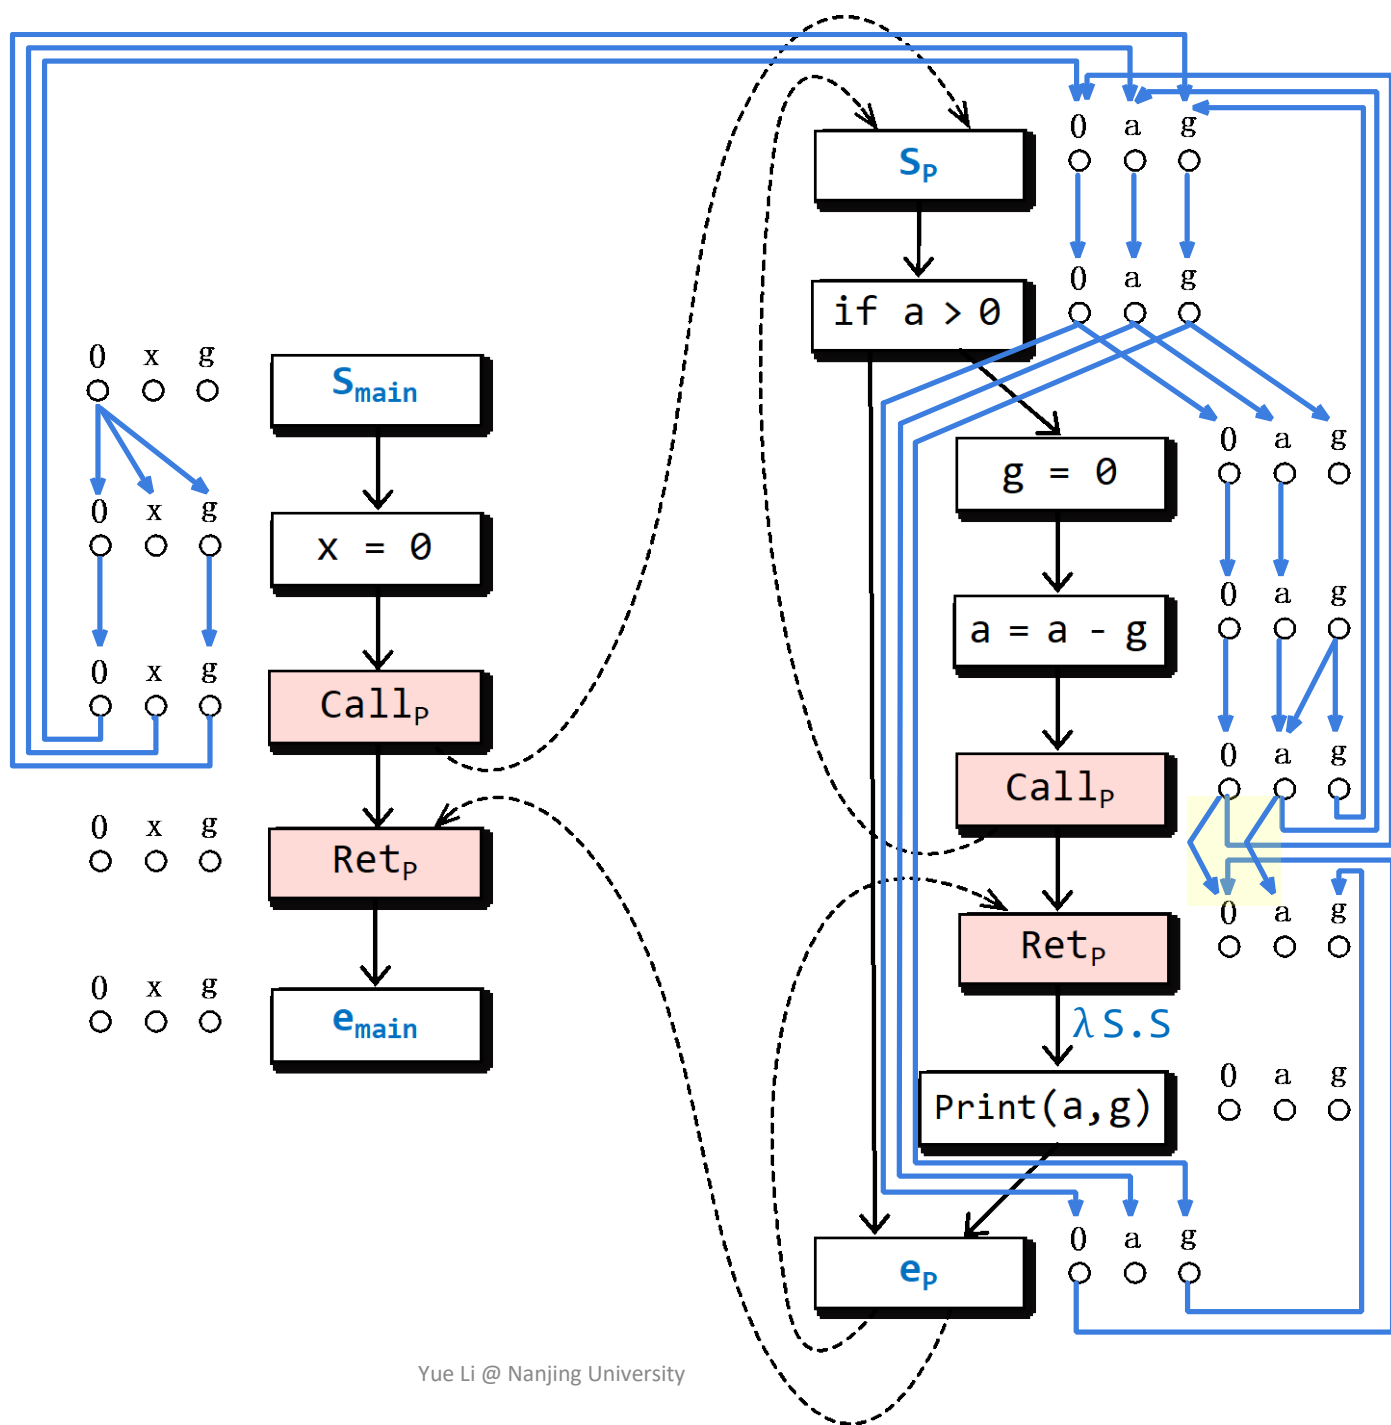 0 a g
S_P
0 a g
if a > 0
0 x g
S_main
0 a g
g = 0
0 x g
x = 0
0 a g
a = a - g
0 x g
Call_P
0 a g
Call_P
0 x g
Ret_P
0 a g
Ret_P
0 x g
e_main
λS.S
0 a g
Print(a,g)
0 a g
e_P
Yue Li @ Nanjing University